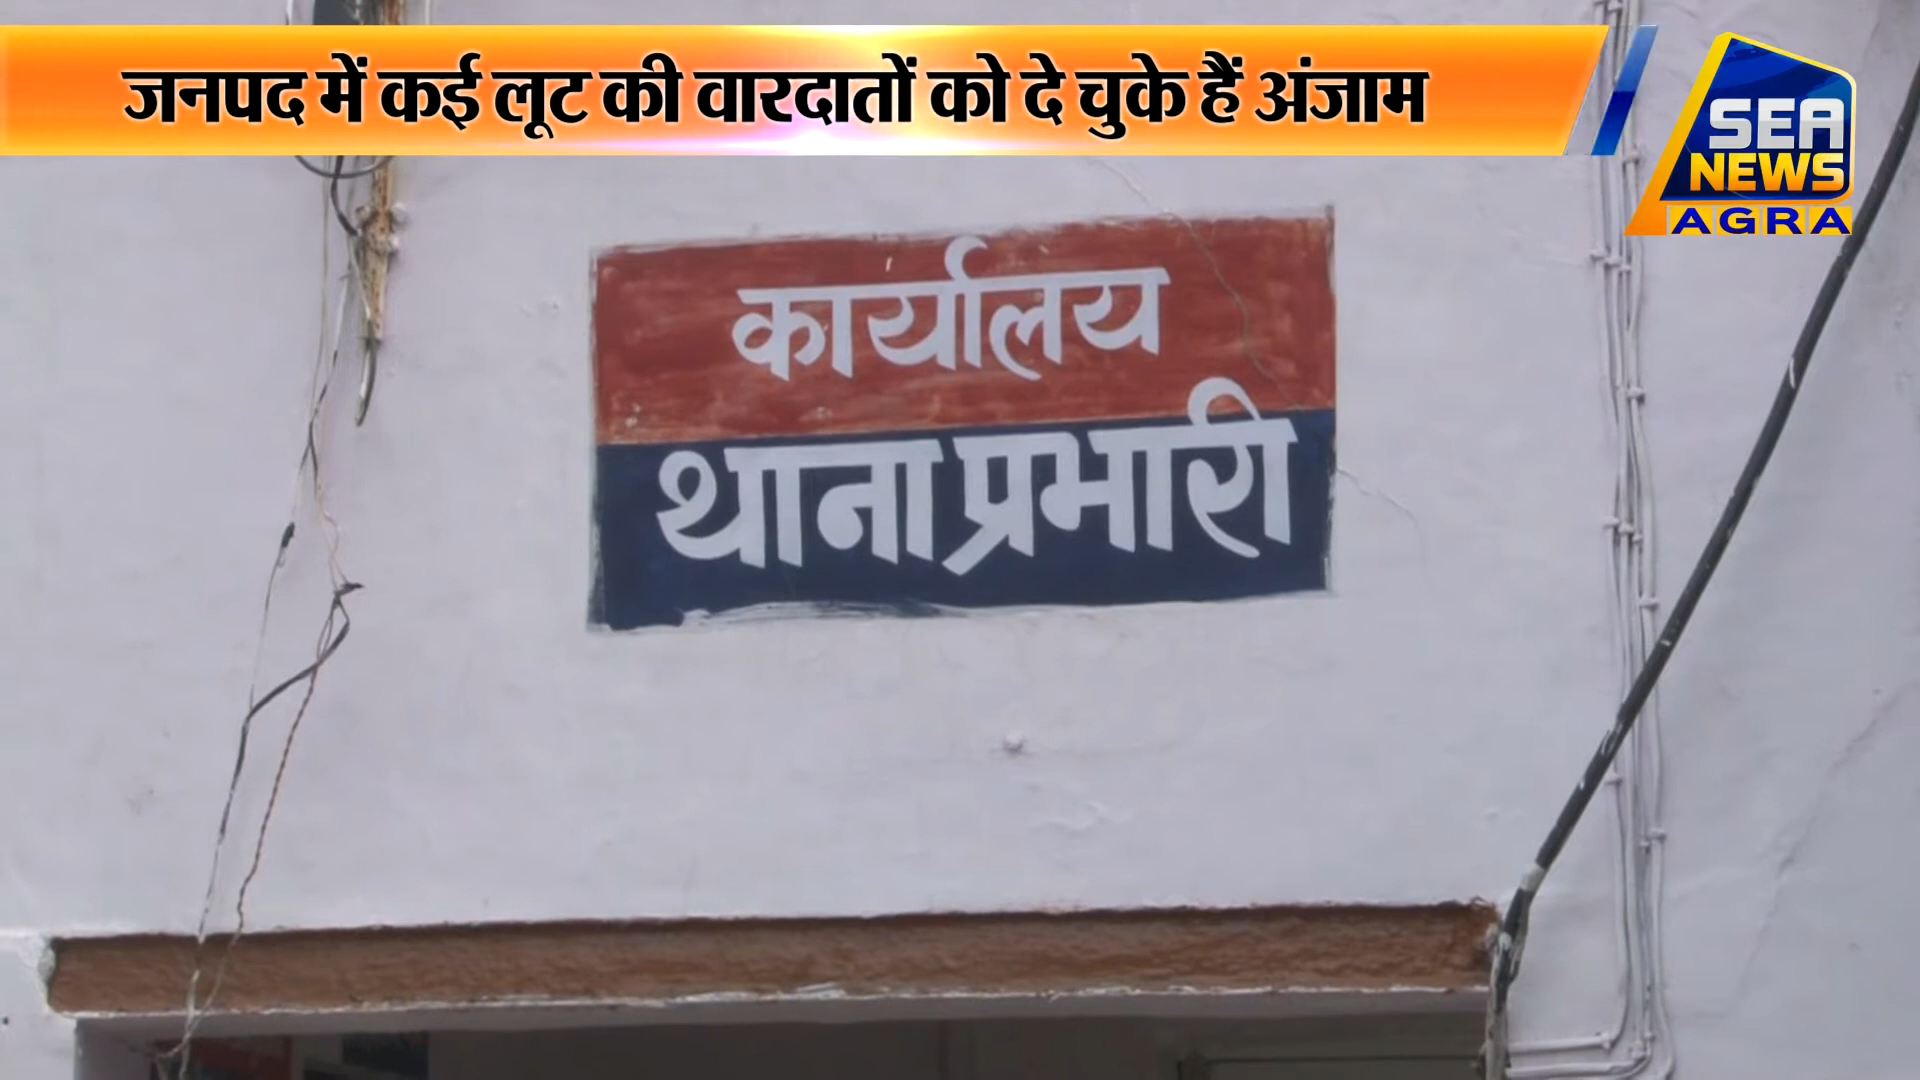 जनपद में कई लूट की वारदातों को दे चुके हैं अंजाम
SEA
NEWS
AGRA
कार्यालय
थाना प्रभारी